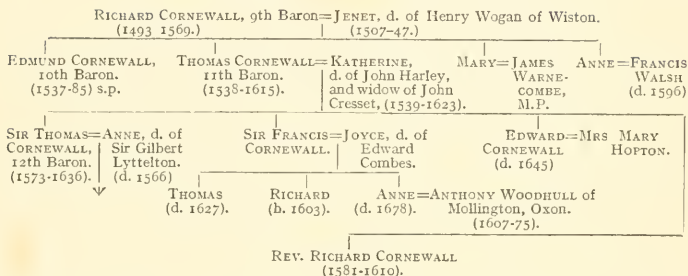 RICHARD CORNEWALL, 9th Baron=JENET, d. of Henry Wogan of Wiston.
(1493 1569.) (1507-47.)
EDMUND CORNEWALL, THOMAS CORNEWALL=KATHERINE, MARY=JAMES ANNE=FRANCIS
10th Baron. 11th Baron. d. of John Harley, WARNE- WALSH
(1537-85) s.p. (1538-1615). and widow of John COMBE, (d. 1596)
Cresset, (1539-1623). M.P.
SIR THOMAS=ANNE, d. of SIR FRANCIS=JOYCE, d. of EDWARD=MRS MARY
CORNEWALL, Sir Gilbert CORNEWALL. Edward CORNEWALL HOPTON.
12th Baron. Lyttelton. Combes. (d. 1645)
(1573-1636). (d. 1566)
THOMAS RICHARD ANNE=ANTHONY WOODHULL of
(d. 1627). (b. 1603). (d. 1678). Mollington, Oxon.
(1607-75).
REV. RICHARD CORNEWALL
(1581-1610).